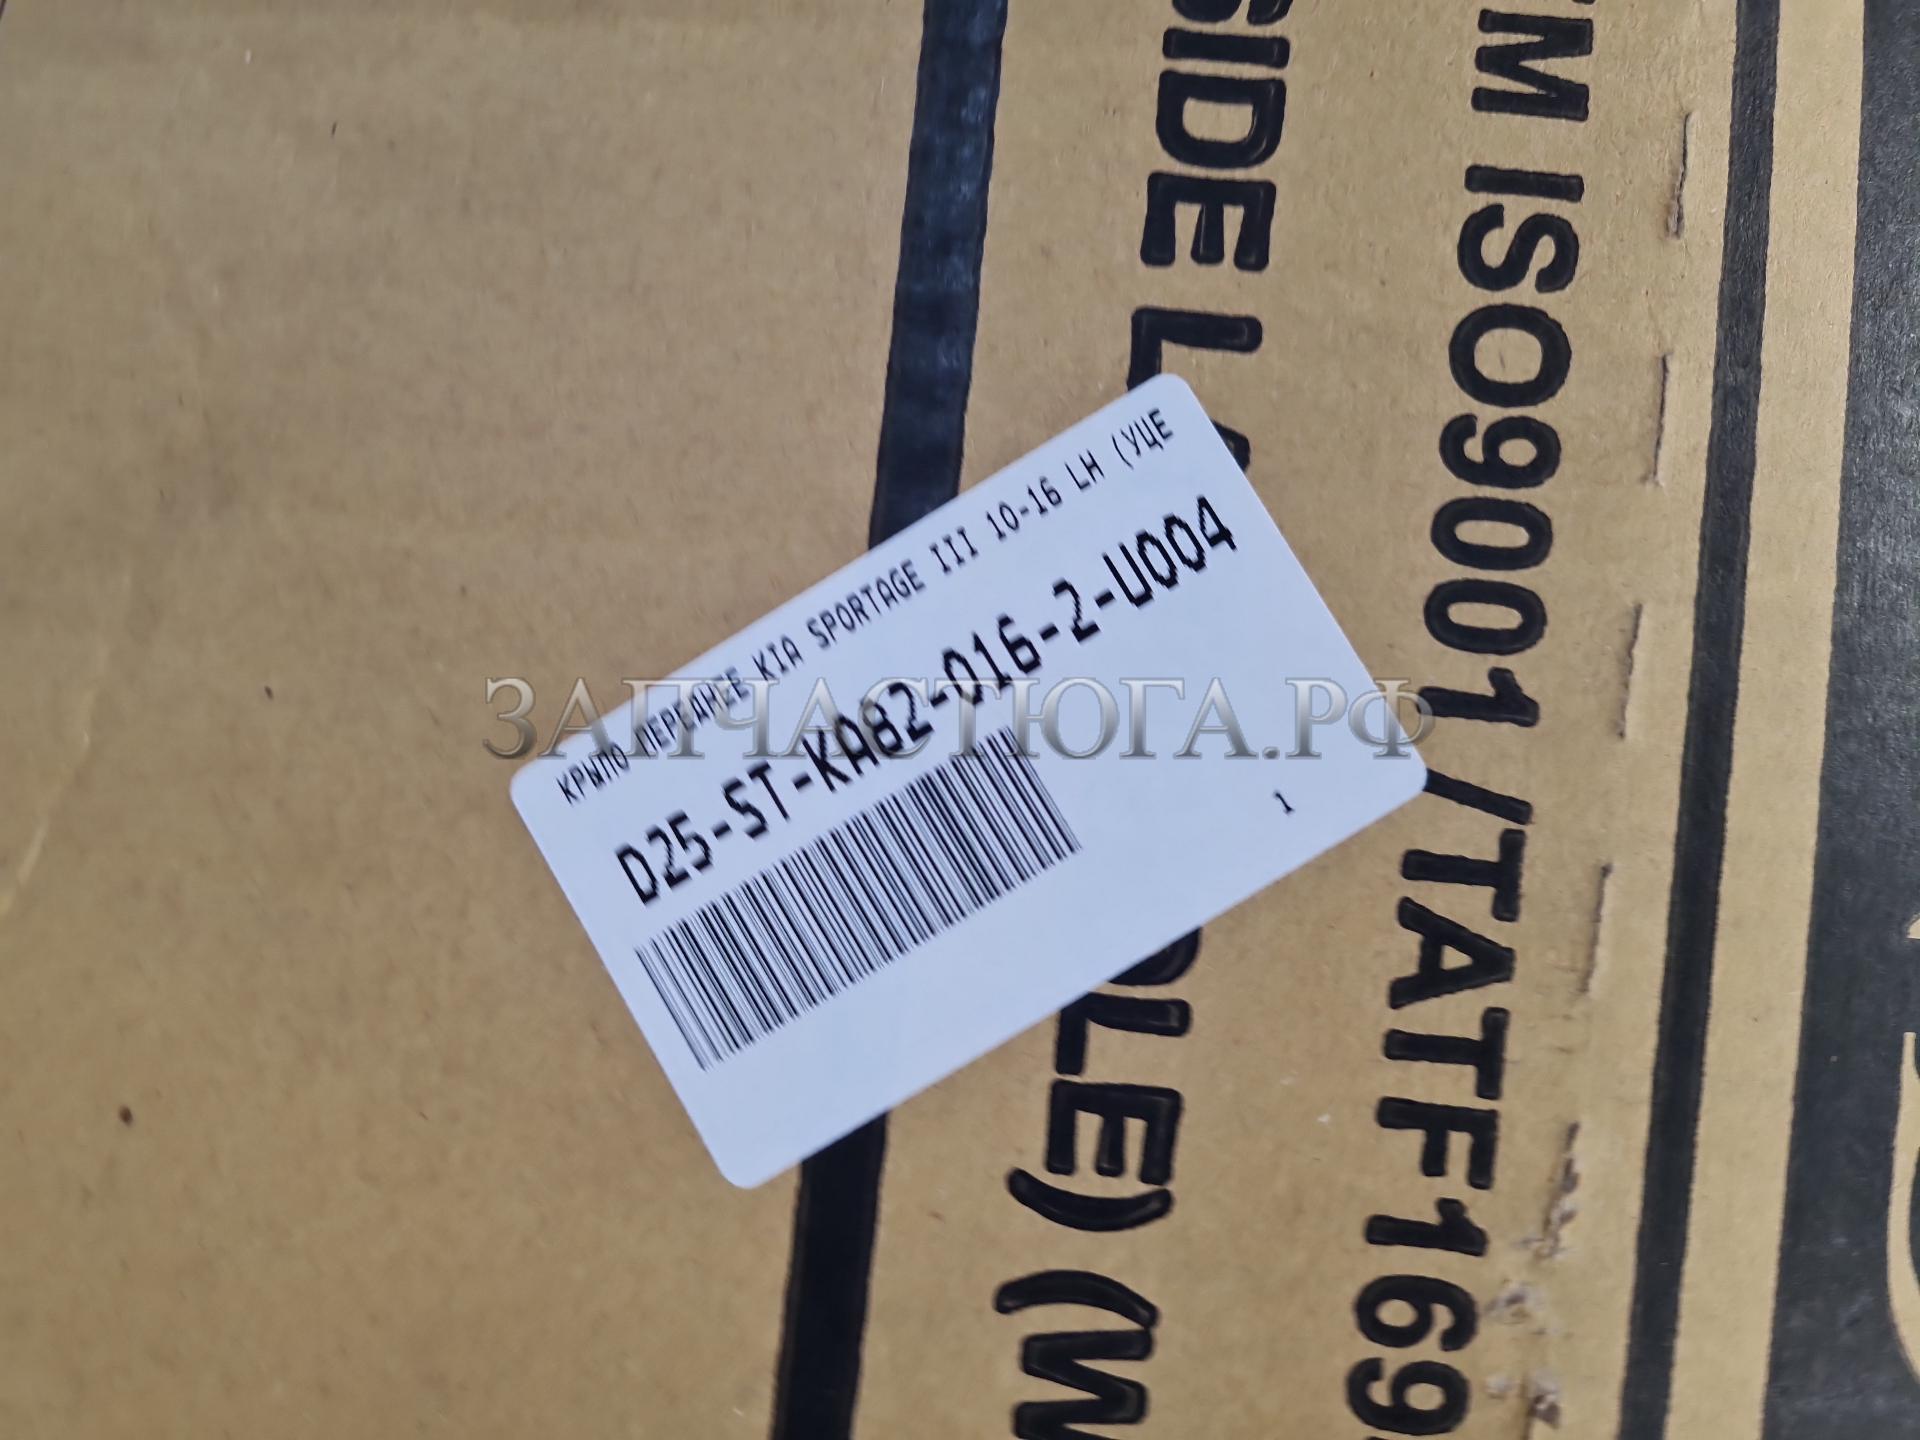 КРЫЛО ПЕРЕДНЕЕ KIA SPORTAGE III 10-16 LH (УЦЕ
D25-ST-KA82-016-2-U004
1
ЗАПЧАСТЮГА.РФ
SIDE
LE) (W
M ISO9001/TATF169